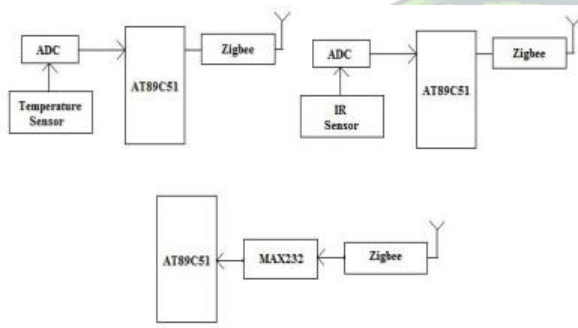 ADC
AT89C51
Zigbee
Temperature
Sensor
ADC
AT89C51
Zigbee
IR
Sensor
AT89C51
MAX232
Zigbee